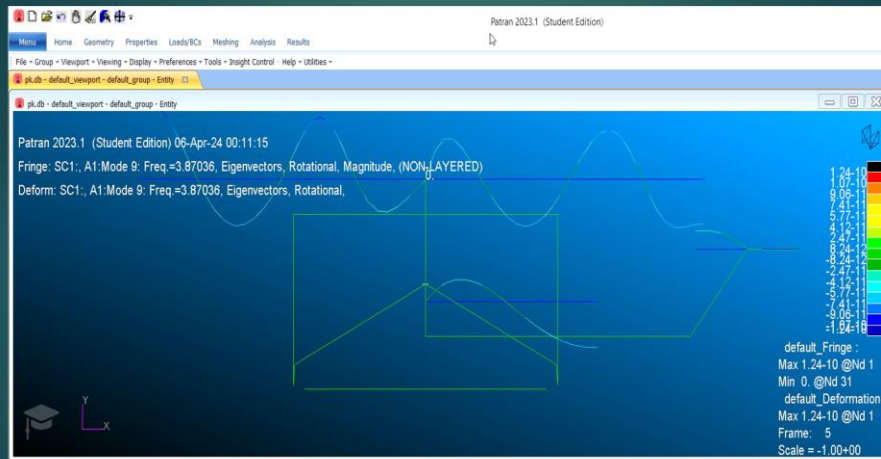 Patran 2023.1 (Student Edition)
Menu Home Geometry Properties Loads/BCs Meshing Analysis Results
File Group Viewport Viewing Display Preferences Tools Insight Control Help Utilities
pk.db - default_viewport - default_group - Entity
pk.db - default_viewport - default_group - Entity
Patran 2023.1 (Student Edition) 06-Apr-24 00:11:15
Fringe: SC1:, A1:Mode 9: Freq.=3.87036, Eigenvectors, Rotational, Magnitude, (NON-LAYERED)
Deform: SC1:, A1:Mode 9: Freq.=3.87036, Eigenvectors, Rotational,
1.24-10
1.07-10
9.06-11
7.41-11
5.77-11
4.12-11
2.47-11
8.24-12
-8.24-12
-2.47-11
-4.12-11
-5.77-11
-7.41-11
-9.06-11
-1.24-10
default_Fringe :
Max 1.24-10 @Nd 1
Min 0. @Nd 31
default_Deformation
Max 1.24-10 @Nd 1
Frame: 5
Scale = -1.00+00
Y
X